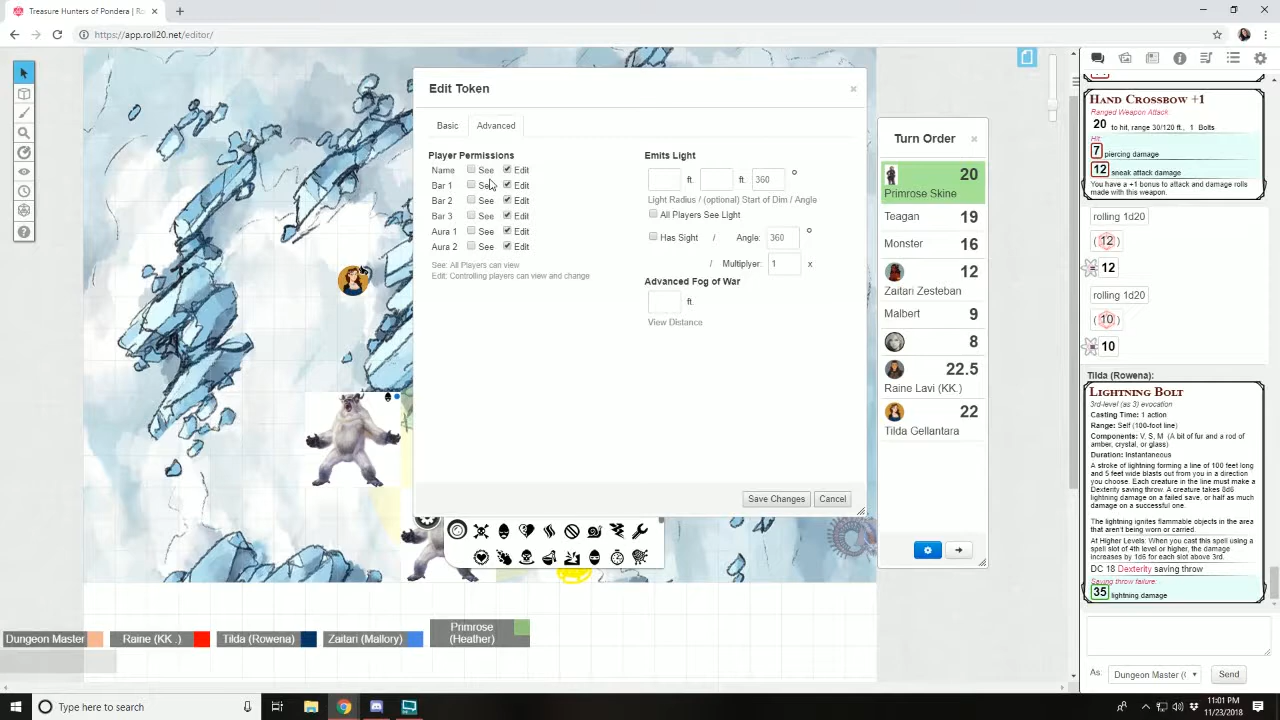 Treasure Hunters of Pondera
https://app.roll20.net/editor/
Edit Token
Basic
Advanced
Player Permissions
Name See Edit
Bar 1 See Edit
Bar 2 See Edit
Bar 3 See Edit
Aura 1 See Edit
Aura 2 See Edit
See: All Players can view
Edit: Controlling players can view and change
Emits Light
ft. ft. 360 °
Light Radius / (optional) Start of Dim / Angle
All Players See Light
Has Sight / Angle: 360 °
/ Multiplyer: 1 x
Advanced Fog of War
ft.
View Distance
Save Changes
Cancel
Turn Order
20
Primrose Skine
Teagan 19
Monster 16
12
Zaitari Zesteban
Malbert 9
8
22.5
Raine Lavi (KK.)
22
Tilda Gellantara
Hand Crossbow +1
Ranged Weapon Attack
20 to hit, range 30/120 ft., 1 Bolts
Hit:
7 piercing damage
12 sneak attack damage
You have a +1 bonus to attack and damage rolls
made with this weapon.
rolling 1d20
(12)
12
rolling 1d20
(10)
10
Tilda (Rowena):
Lightning Bolt
3rd-level (as 3) evocation
Casting Time: 1 action
Range: Self (100-foot line)
Components: V, S, M (A bit of fur and a rod of
amber, crystal, or glass)
Duration: Instantaneous
A stroke of lightning forming a line of 100 feet long
and 5 feet wide blasts out from you in a direction
you choose. Each creature in the line must make a
Dexterity saving throw. A creature takes 8d6
lightning damage on a failed save, or half as much
damage on a successful one.
The lightning ignites flammable objects in the area
that aren't being worn or carried.
At Higher Levels: When you cast this spell using a
spell slot of 4th level or higher, the damage
increases by 1d6 for each slot above 3rd.
DC 18 Dexterity saving throw
Saving throw failure:
35 lightning damage
As: Dungeon Master (
Send
Dungeon Master
Raine (KK .)
Tilda (Rowena)
Zaitari (Mallory)
Primrose
(Heather)
Type here to search
11:01 PM
11/23/2018